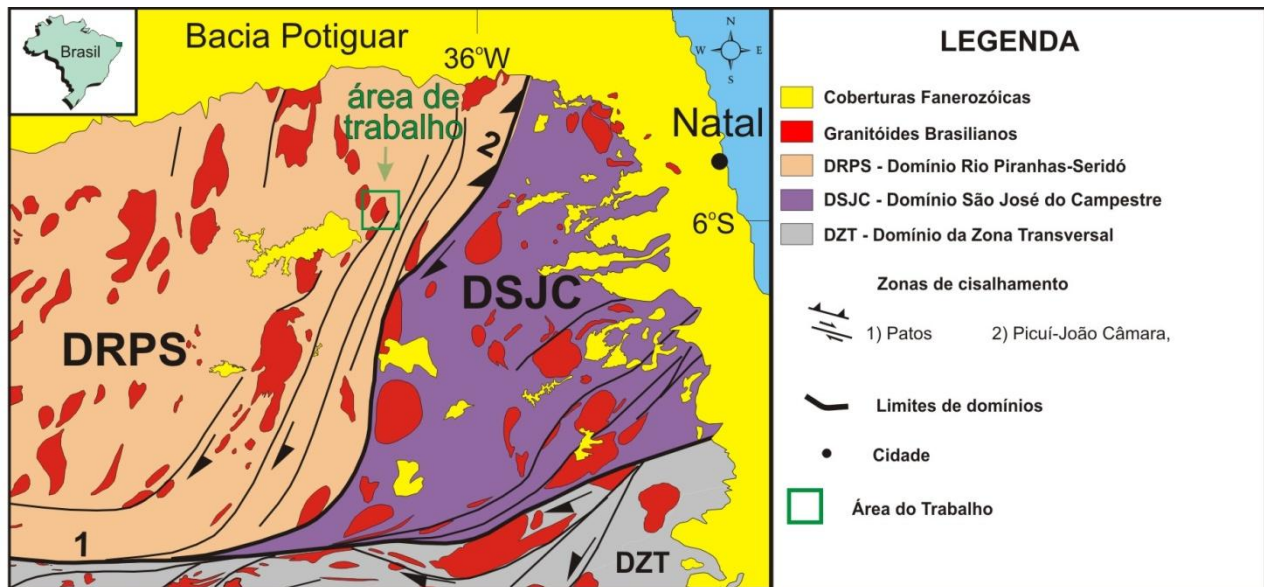 Brasil
Bacia Potiguar
36°W
N
W E
S
área de
trabalho
Natal
2
6°S
DSJC
DRPS
1
DZT
LEGENDA
Coberturas Fanerozóicas
Granitóides Brasilianos
DRPS - Domínio Rio Piranhas-Seridó
DSJC - Domínio São José do Campestre
DZT - Domínio da Zona Transversal
Zonas de cisalhamento
1) Patos 2) Picuí-João Câmara,
Limites de domínios
Cidade
Área do Trabalho